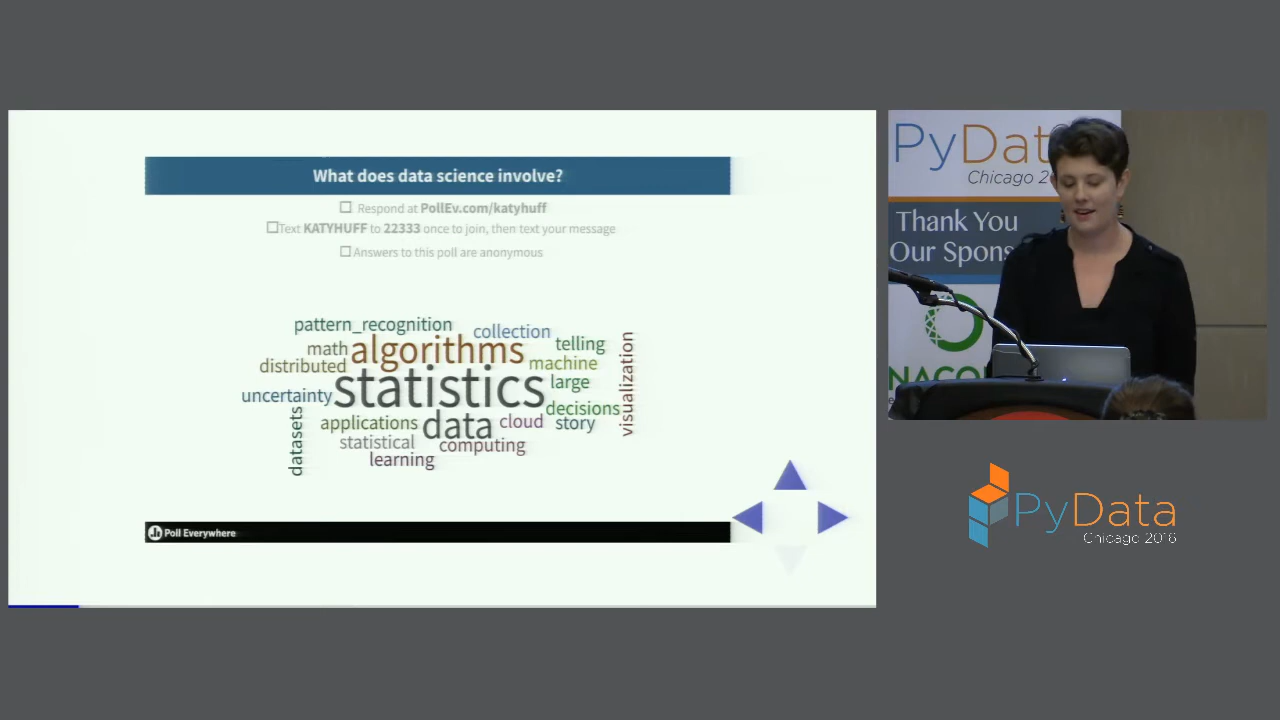 What does data science involve?
Respond at PollEv.com/katyhuff
Text KATYHUFF to 22333 once to join, then text your message
Answers to this poll are anonymous
pattern_recognition
collection
math
algorithms
telling
distributed
machine
visualization
statistics
large
uncertainty
decisions
datasets
applications
data
cloud
story
statistical
computing
learning
Poll Everywhere
PyDat
Chicago 2
Thank You
Our Spons
NACO
PyData
Chicago 2016